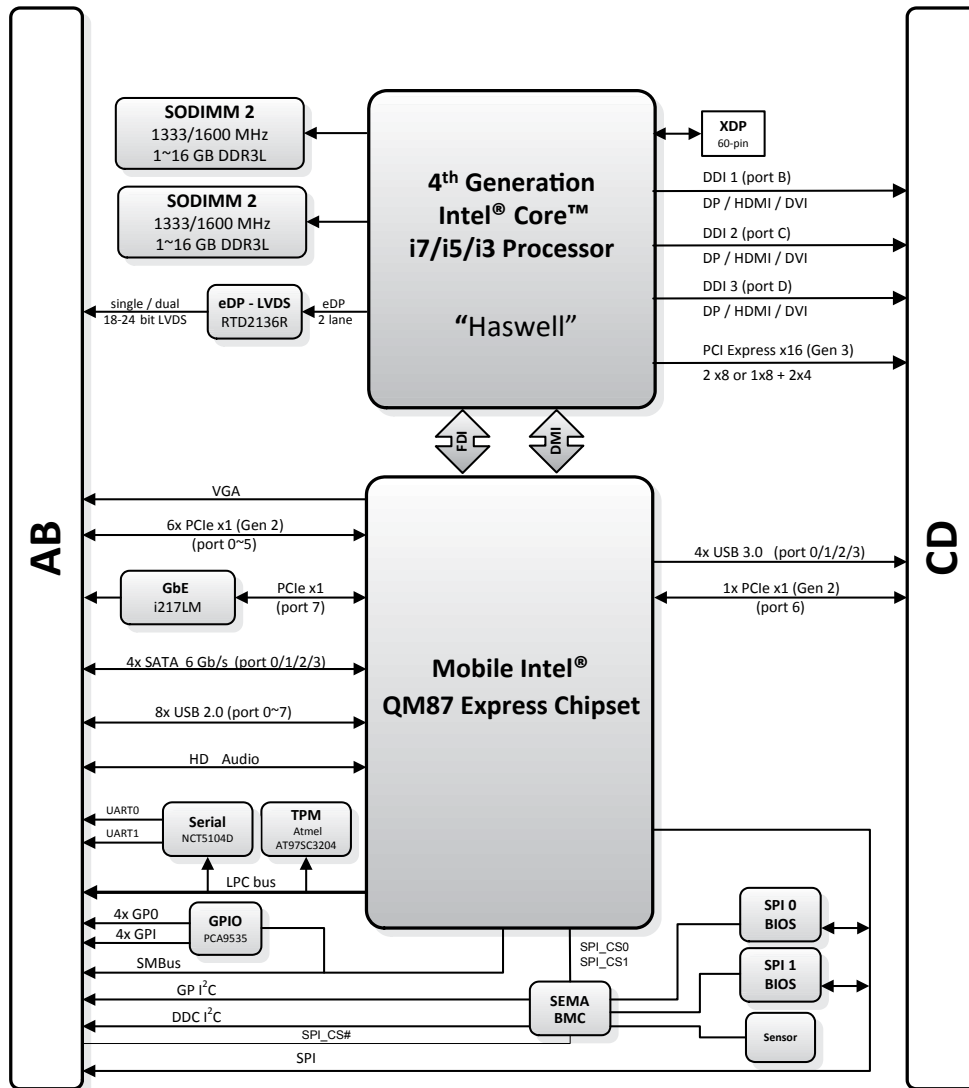 AB
CD
SODIMM 2
1333/1600 MHz
1~16 GB DDR3L
SODIMM 2
1333/1600 MHz
1~16 GB DDR3L
single / dual
18-24 bit LVDS
eDP - LVDS
RTD2136R
eDP
2 lane
4th Generation
Intel® Core™
i7/i5/i3 Processor
“Haswell”
XDP
60-pin
DDI 1 (port B)
DP / HDMI / DVI
DDI 2 (port C)
DP / HDMI / DVI
DDI 3 (port D)
DP / HDMI / DVI
PCI Express x16 (Gen 3)
2 x8 or 1x8 + 2x4
FDI
DMI
VGA
6x PCIe x1 (Gen 2)
(port 0~5)
GbE
i217LM
PCIe x1
(port 7)
4x SATA 6 Gb/s (port 0/1/2/3)
8x USB 2.0 (port 0~7)
HD Audio
Mobile Intel®
QM87 Express Chipset
4x USB 3.0 (port 0/1/2/3)
1x PCIe x1 (Gen 2)
(port 6)
UART0
UART1
Serial
NCT5104D
TPM
Atmel
AT97SC3204
LPC bus
4x GP0
4x GPI
GPIO
PCA9535
SMBus
GP I²C
DDC I²C
SPI_CS#
SPI
SPI_CS0
SPI_CS1
SEMA
BMC
SPI 0
BIOS
SPI 1
BIOS
Sensor